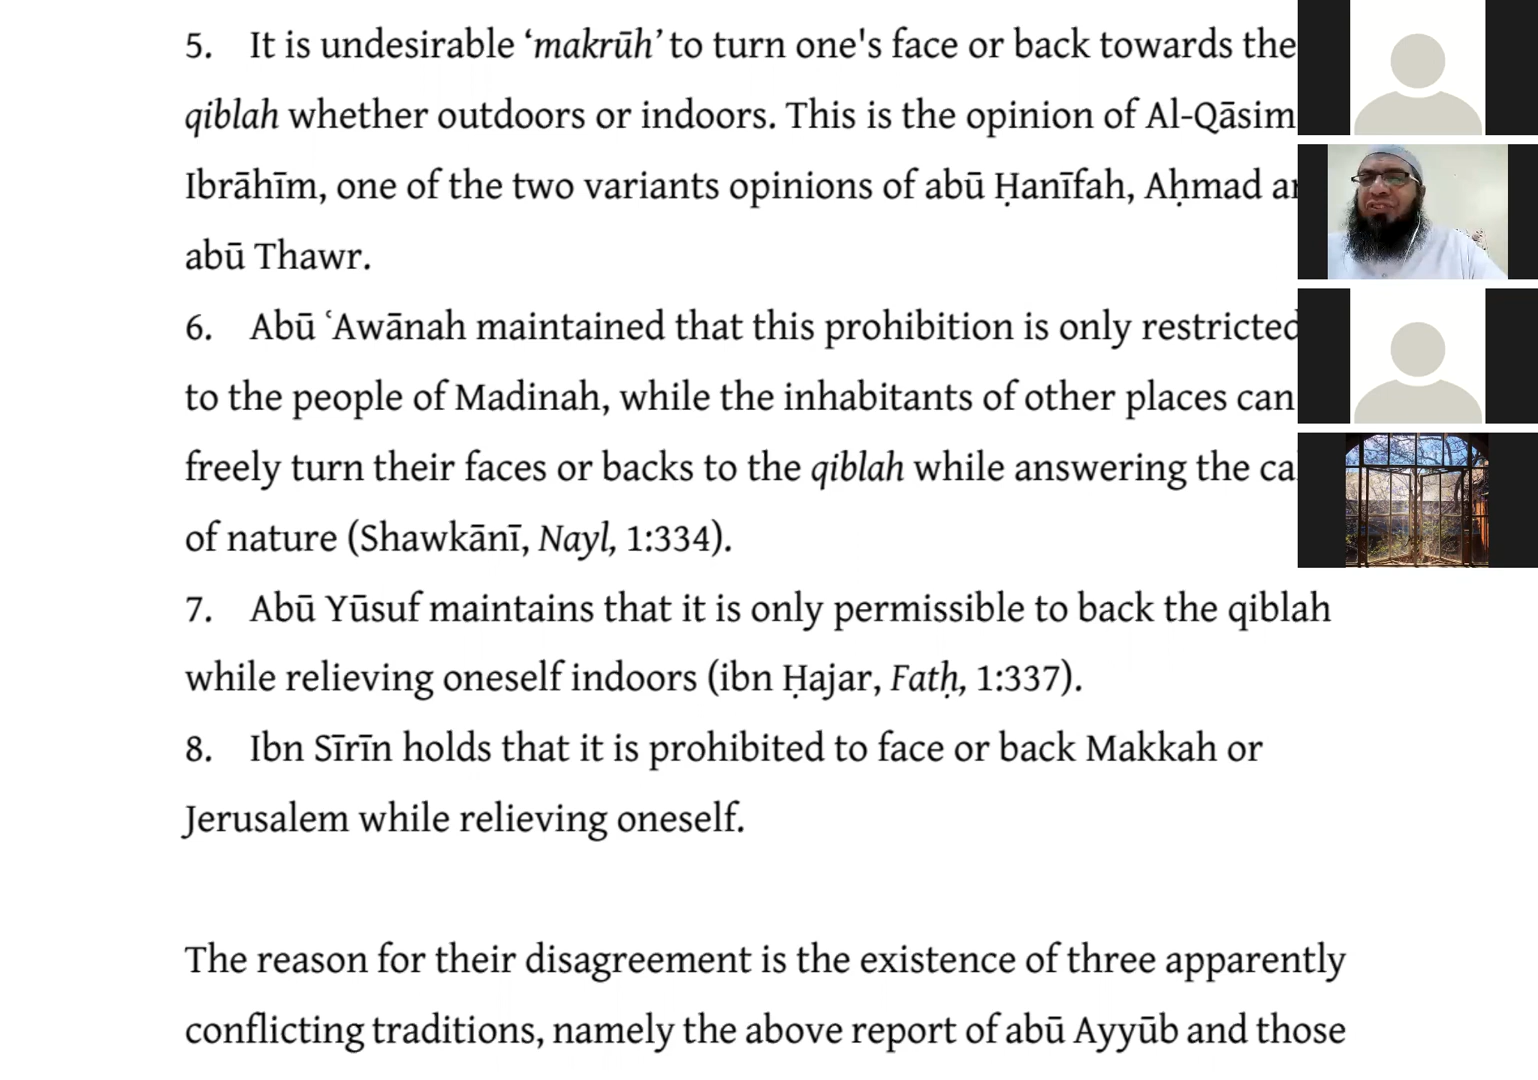 5. It is undesirable ‘makrūh’ to turn one's face or back towards the
qiblah whether outdoors or indoors. This is the opinion of Al-Qāsim
Ibrāhīm, one of the two variants opinions of abū Ḥanīfah, Aḥmad
abū Thawr.
6. Abū ʿAwānah maintained that this prohibition is only restricted
to the people of Madinah, while the inhabitants of other places can
freely turn their faces or backs to the qiblah while answering the
of nature (Shawkānī, Nayl, 1:334).
7. Abū Yūsuf maintains that it is only permissible to back the qiblah
while relieving oneself indoors (ibn Ḥajar, Fatḥ, 1:337).
8. Ibn Sīrīn holds that it is prohibited to face or back Makkah or
Jerusalem while relieving oneself.
The reason for their disagreement is the existence of three apparently
conflicting traditions, namely the above report of abū Ayyūb and those